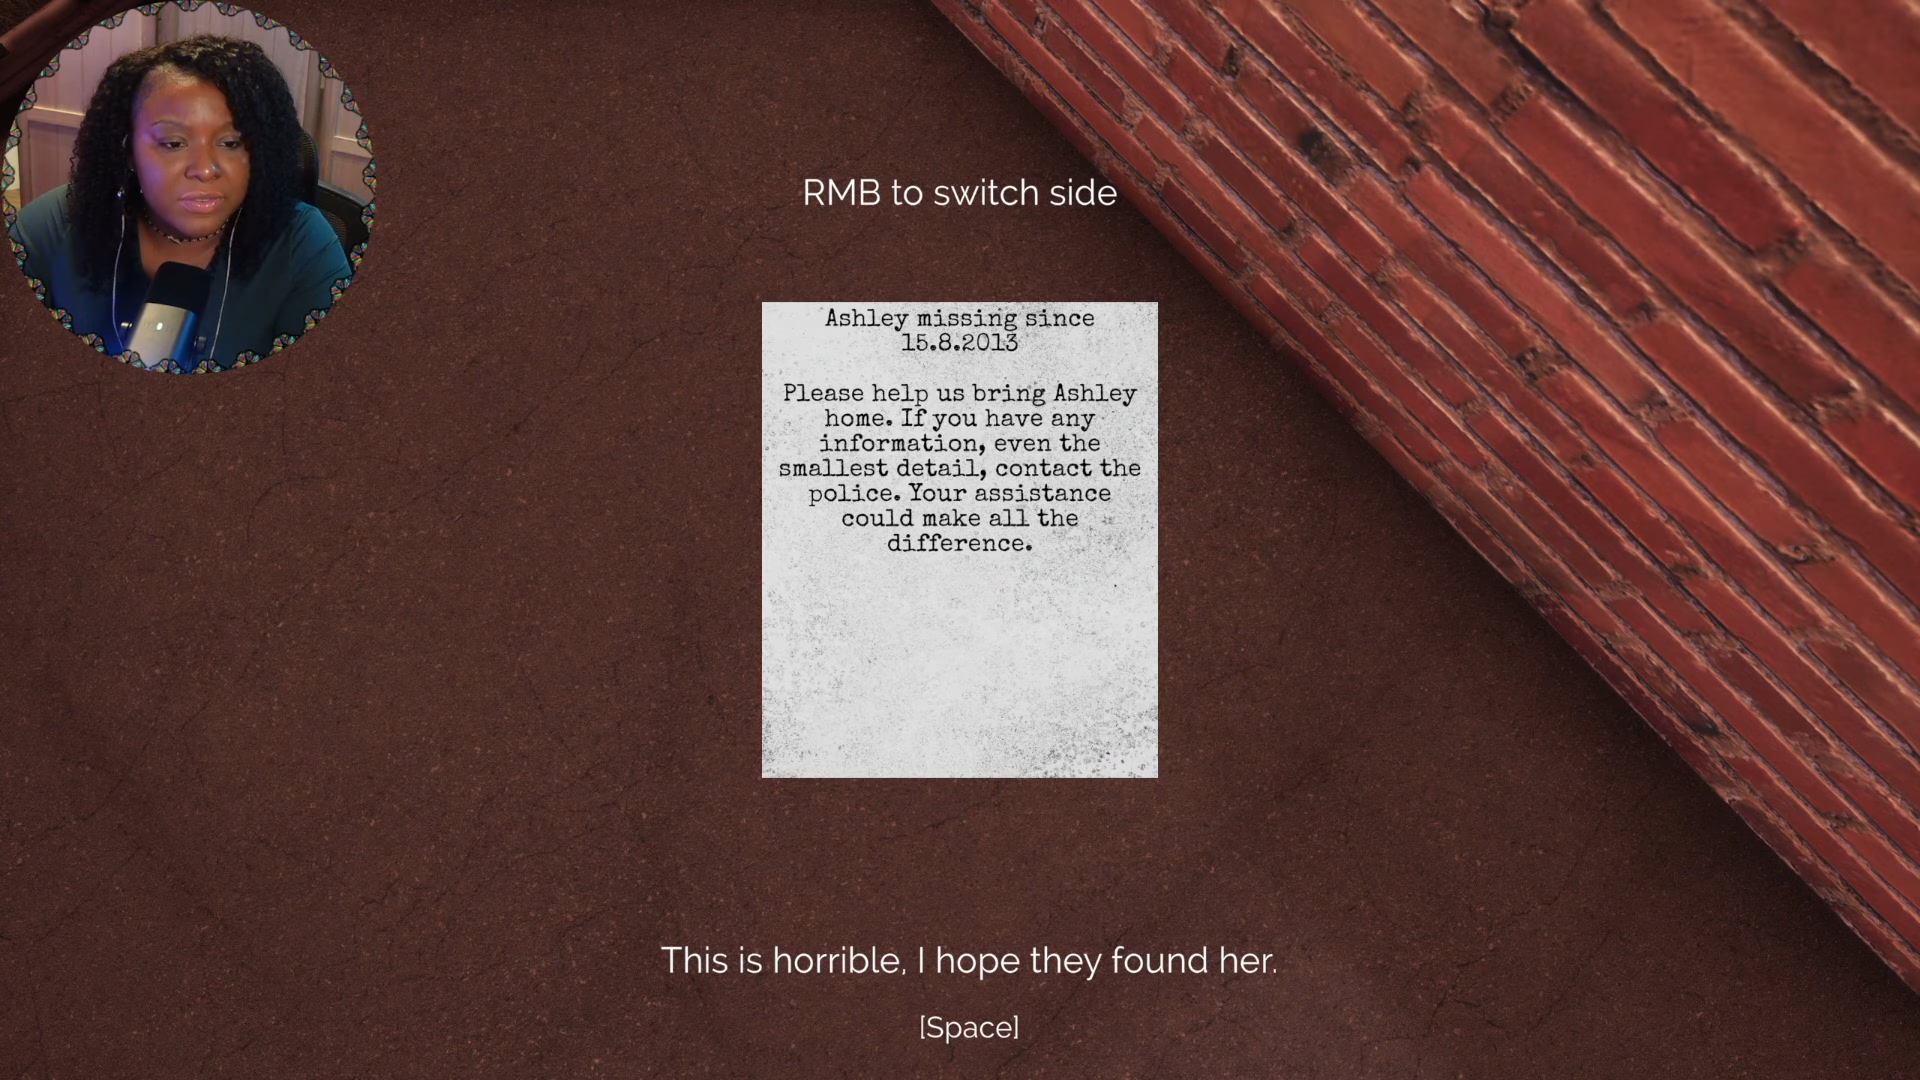 RMB to switch side
Ashley missing since
15.8.2013
Please help us bring Ashley
home. If you have any
information, even the
smallest detail, contact the
police. Your assistance
could make all the
difference.
This is horrible, I hope they found her.
[Space]